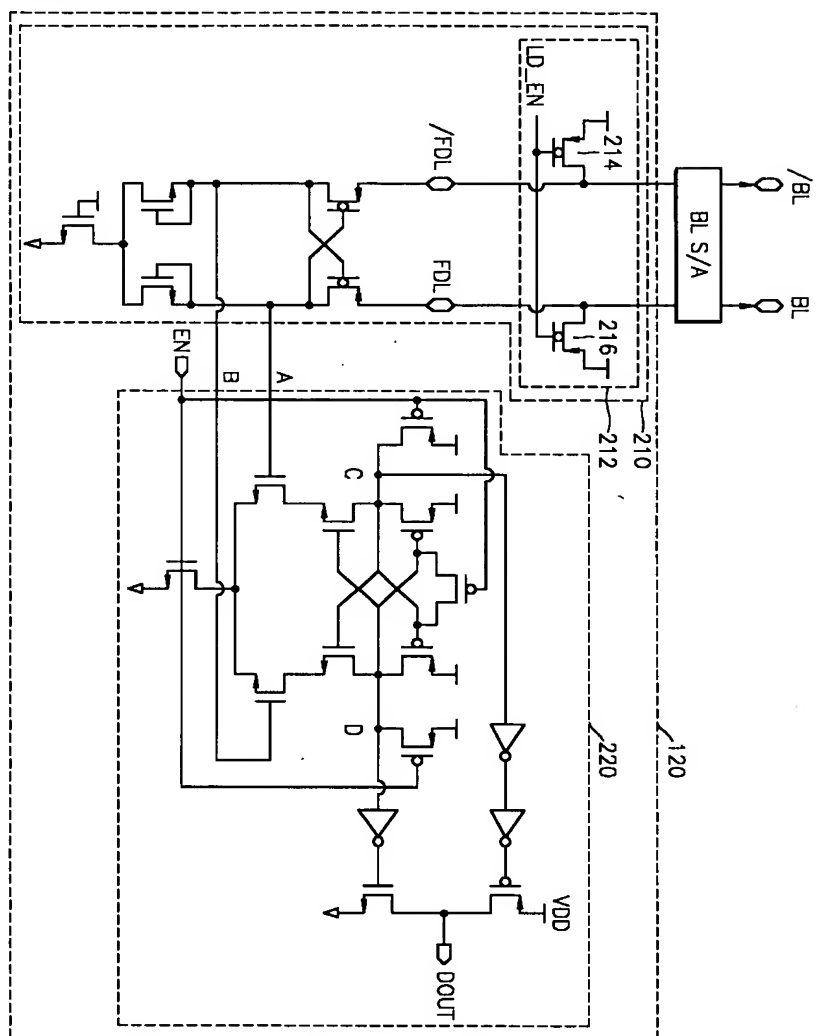 /BL
BL
BL S/A
LD_EN
214
216
212
210
/FDL
FDL
EN
B
A
C
D
220
120
VDD
DOUT